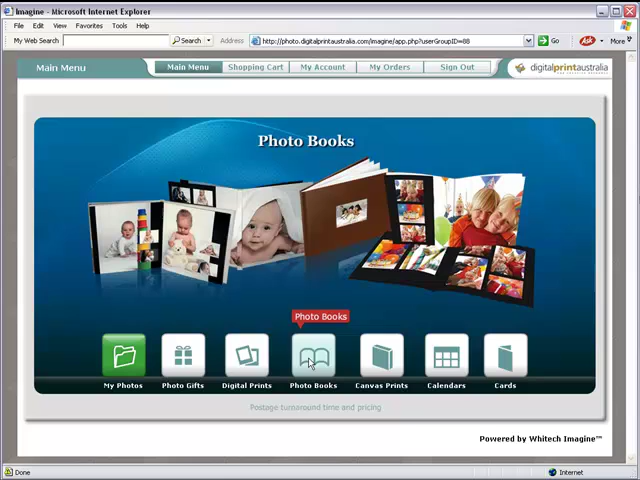 Imagine - Microsoft Internet Explorer
File Edit View Favorites Tools Help
My Web Search Search Address http://photo.digitalprintaustralia.com/imagine/app.php?userGroupID=88 Go Ask More »
Main Menu Main Menu Shopping Cart My Account My Orders Sign Out digitalprintaustralia
Photo Books
Photo Books
My Photos Photo Gifts Digital Prints Photo Books Canvas Prints Calendars Cards
Postage turnaround time and pricing
Powered by Whitech Imagine™
Done Internet